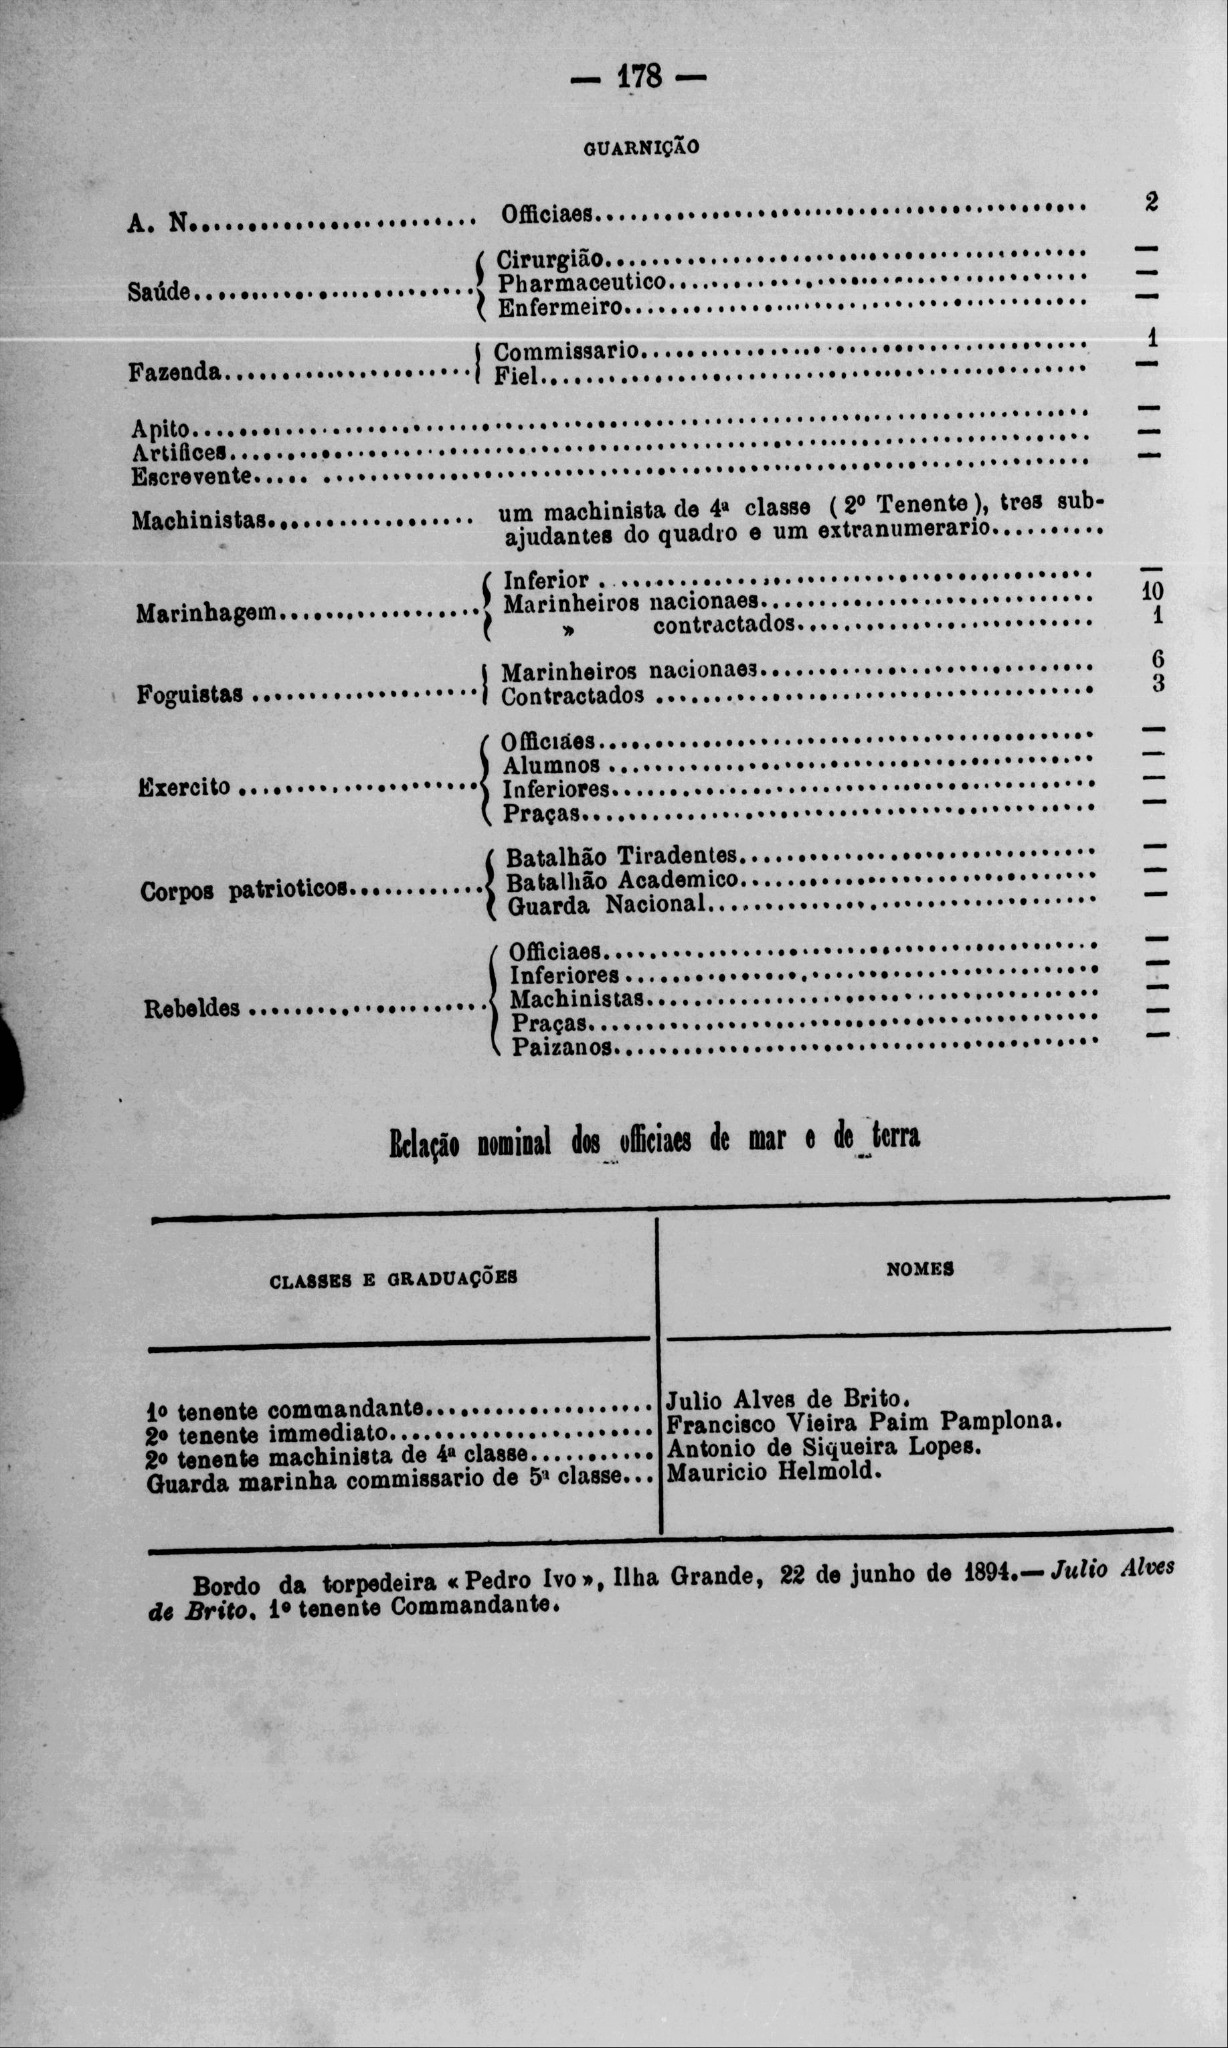 — 178 —
GUARNIÇÃO
A. N......................... Officiaes.......................................... 2
Saúde........................ Cirurgião.......................................... —
Pharmaceutico.................................... —
Enfermeiro........................................ —
Fazenda...................... Commissario...................................... 1
Fiel............................................... —
Apito.............................................................................. —
Artifices........................................................................... —
Escrevente..... .................................................................. —
Machinistas.................. um machinista de 4ª classe (2º Tenente), tres sub-
ajudantes do quadro e um extranumerario..........
Marinhagem.................. Inferior .......................................... —
Marinheiros nacionaes............................. 10
» contractados.......................... 1
Foguistas .................... Marinheiros nacionaes............................. 6
Contractados ...................................... 3
Exercito ..................... Officiaes.......................................... —
Alumnos .......................................... —
Inferiores......................................... —
Praças............................................ —
Corpos patrioticos............ Batalhão Tiradentes............................... —
Batalhão Academico............................... —
Guarda Nacional.................................. —
Rebeldes ..................... Officiaes.......................................... —
Inferiores ......................................... —
Machinistas....................................... —
Praças............................................ —
Paizanos.......................................... —
Relação nominal dos officiaes de mar e de terra
CLASSES E GRADUAÇÕES NOMES
1º tenente commandante.................... Julio Alves de Brito.
2º tenente immediato....................... Francisco Vieira Paim Pamplona.
2º tenente machinista de 4ª classe........... Antonio de Siqueira Lopes.
Guarda marinha commissario de 5ª classe... Mauricio Helmold.
Bordo da torpedeira «Pedro Ivo», Ilha Grande, 22 de junho de 1894.— Julio Alves
de Brito. 1º tenente Commandante.